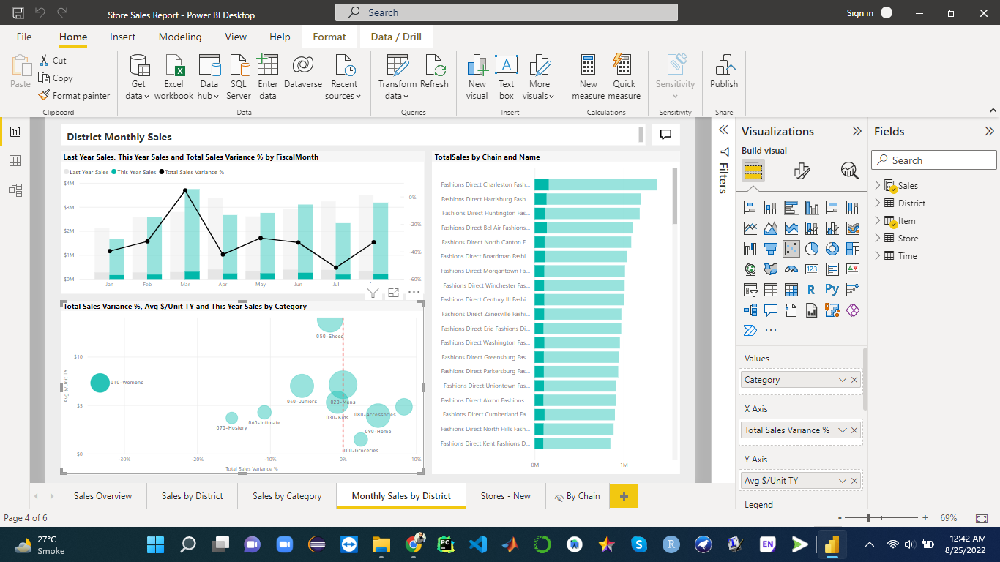 Store Sales Report - Power BI Desktop
Search
Sign in
File Home Insert Modeling View Help Format Data / Drill
Paste
Cut
Copy
Format painter
Clipboard
Get data
Excel workbook
Data hub
SQL Server
Enter data
Dataverse
Recent sources
Data
Transform data
Refresh
Queries
New visual
Text box
More visuals
Insert
New measure
Quick measure
Calculations
Sensitivity
Sensitivity
Publish
Share
District Monthly Sales
Last Year Sales, This Year Sales and Total Sales Variance % by FiscalMonth
Last Year Sales This Year Sales Total Sales Variance %
$4M
$3M
$2M
$1M
$0M
0%
20%
40%
60%
Jan Feb Mar Apr May Jun Jul
Total Sales Variance %, Avg $/Unit TY and This Year Sales by Category
Avg $/Unit TY
$10
$5
$0
050-Shoes
010-Womens
040-Juniors
020-Mens
030-Kids
080-Accessories
060-Intimate
070-Hosiery
090-Home
100-Groceries
-30% -20% -10% 0% 10%
Total Sales Variance %
TotalSales by Chain and Name
Fashions Direct Charleston Fash...
Fashions Direct Harrisburg Fash...
Fashions Direct Huntington Fas...
Fashions Direct Bel Air Fashions...
Fashions Direct North Canton F...
Fashions Direct Boardman Fashi...
Fashions Direct Morgantown Fa...
Fashions Direct Winchester Fas...
Fashions Direct Century III Fashi...
Fashions Direct Zanesville Fashi...
Fashions Direct Erie Fashions Di...
Fashions Direct Washington Fas...
Fashions Direct Greensburg Fas...
Fashions Direct Parkersburg Fas...
Fashions Direct Uniontown Fas...
Fashions Direct Akron Fashions ...
Fashions Direct Cumberland Fa...
Fashions Direct North Hills Fash...
Fashions Direct Kent Fashions D...
0M 1M
Filters
Visualizations
Build visual
123
R
Py
Values
Category
X Axis
Total Sales Variance %
Y Axis
Avg $/Unit TY
Legend
Fields
Search
Sales
District
Item
Store
Time
Sales Overview
Sales by District
Sales by Category
Monthly Sales by District
Stores - New
By Chain
+
Page 4 of 6
- + 69%
27°C
Smoke
PC
S
R
EN
12:42 AM
8/25/2022